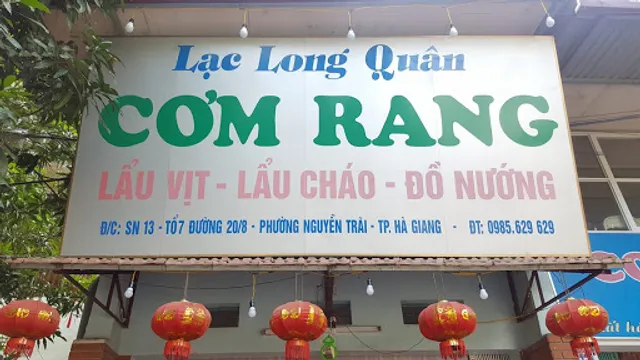 Lạc Long Quân
CƠM RANG
LẨU VỊT - LẨU CHÁO - ĐỒ NƯỚNG
Đ/C: SN 13 - TỔ 7 ĐƯỜNG 20/8 - PHƯỜNG NGUYỄN TRÃI - TP. HÀ GIANG - ĐT: 0985.629 629